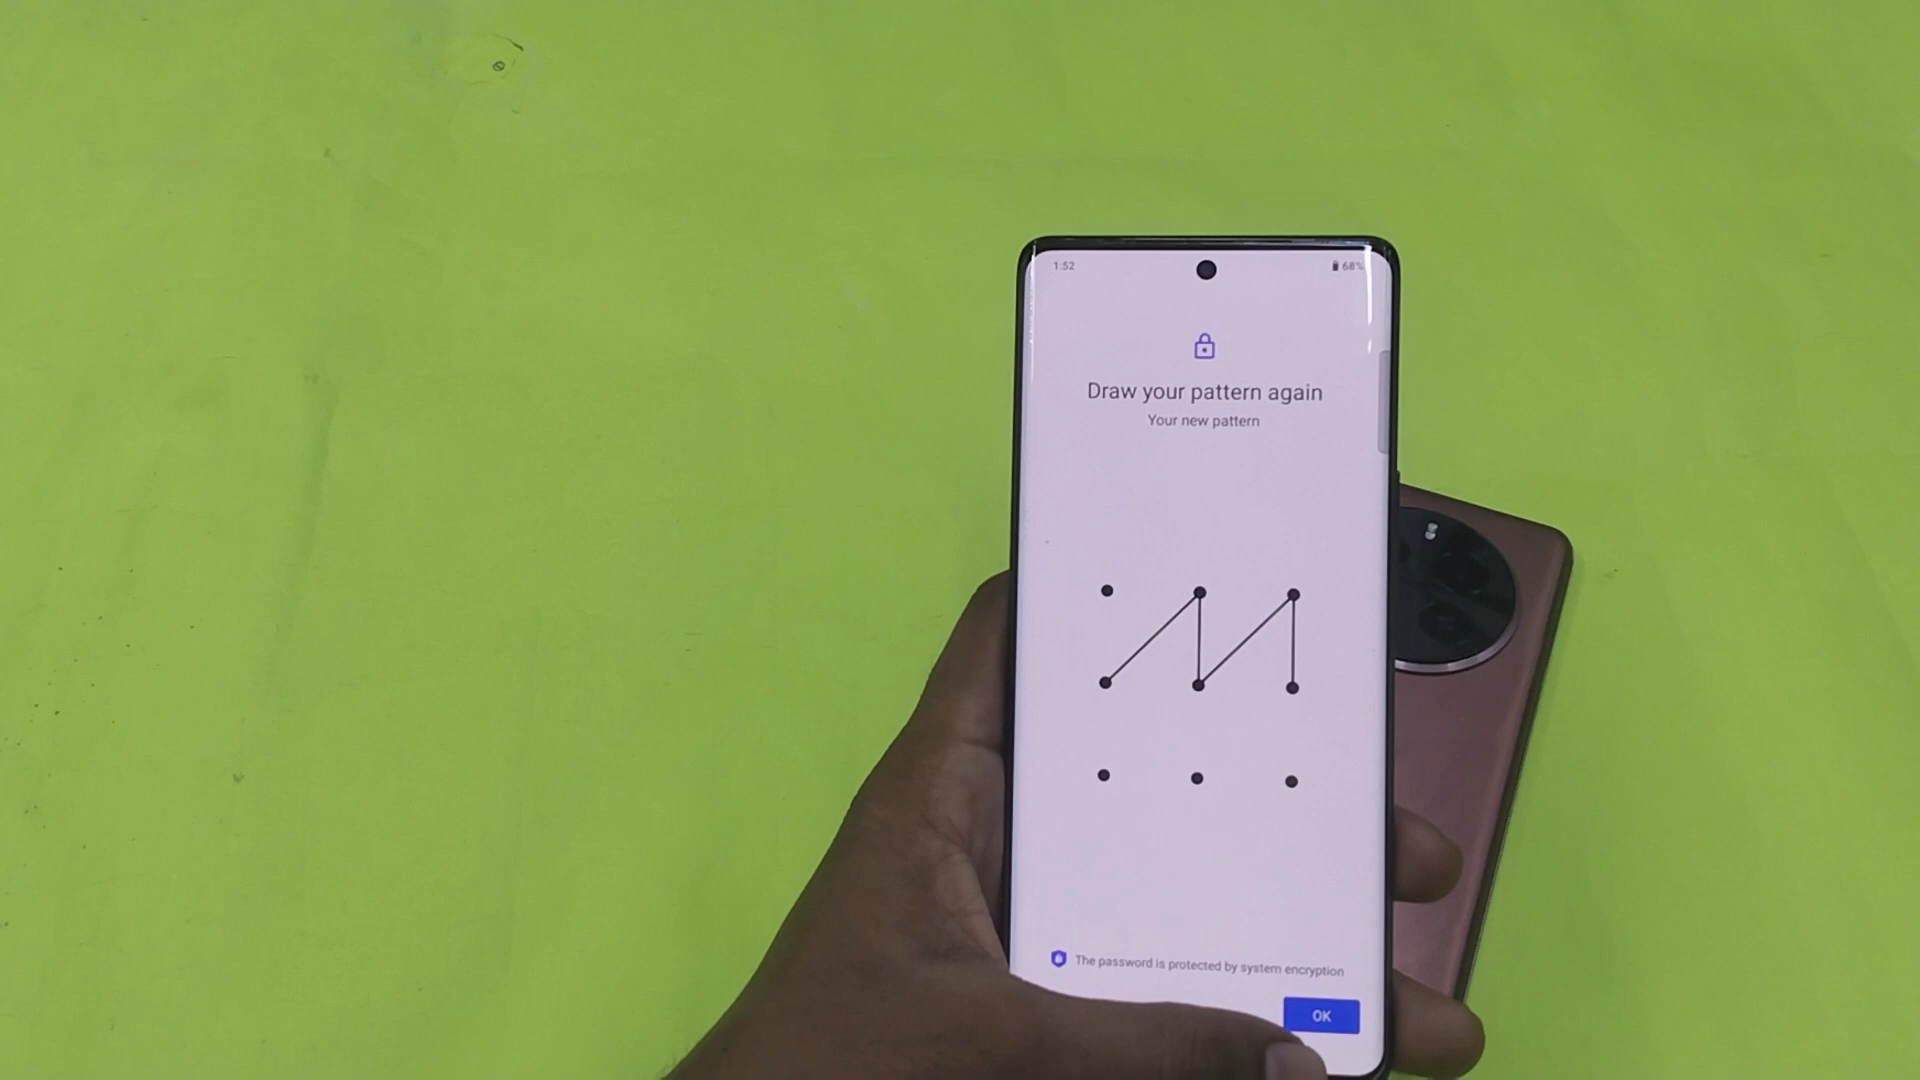 1:52
68%
Draw your pattern again
Your new pattern
The password is protected by system encryption
OK